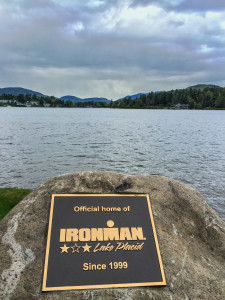 Official home of
IRONMAN
Lake Placid
Since 1999